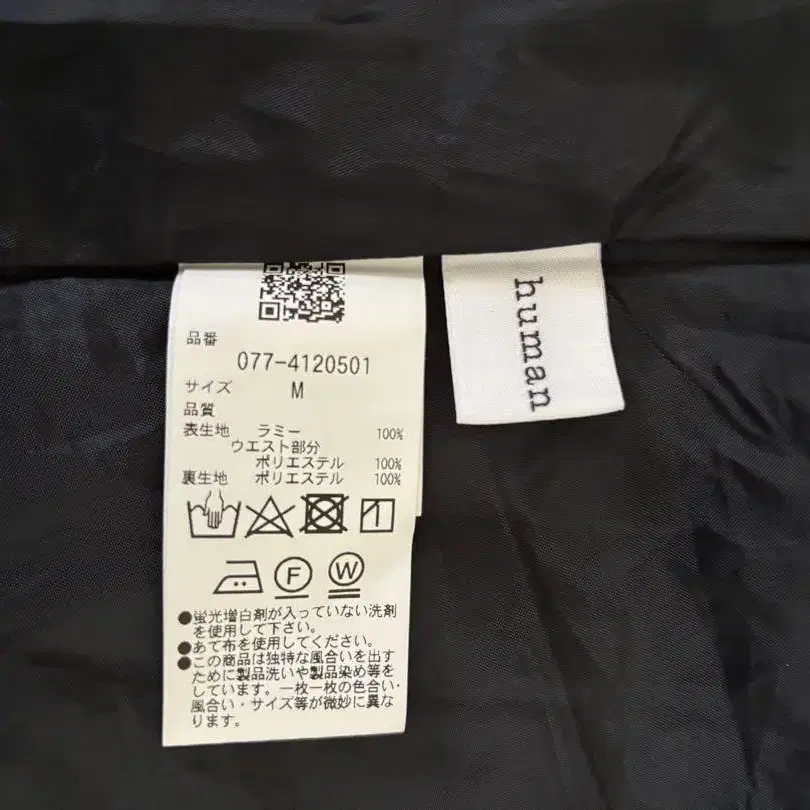 品番
077-4120501
サイズ M
品質
表生地 ラミー 100%
ウエスト部分
ポリエステル 100%
裏生地 ポリエステル 100%
F W
●蛍光増白剤が入っていない洗剤
を使用して下さい。
●あて布を使用してください。
●この商品は独特な風合いを出す
ために製品洗いや製品染め等を
しています。一枚一枚の色合い・
風合い・サイズ等が微妙に異な
ります。
human